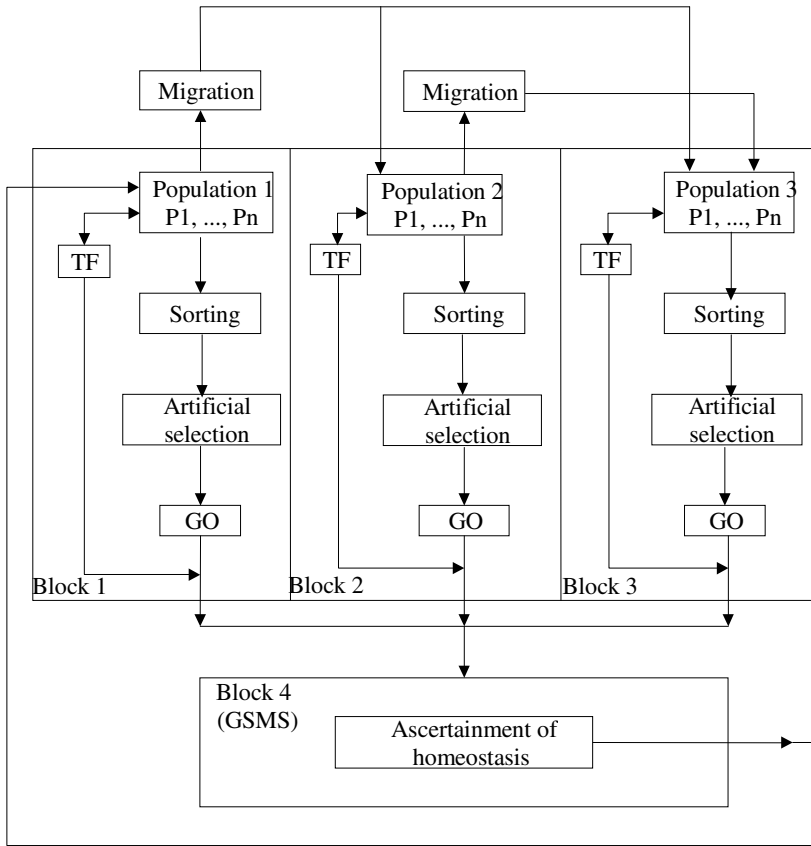 Migration
Migration
Population 1
P1, ..., Pn
TF
Sorting
Artificial
selection
GO
Block 1
Population 2
P1, ..., Pn
TF
Sorting
Artificial
selection
GO
Block 2
Population 3
P1, ..., Pn
TF
Sorting
Artificial
selection
GO
Block 3
Block 4
(GSMS)
Ascertainment of
homeostasis